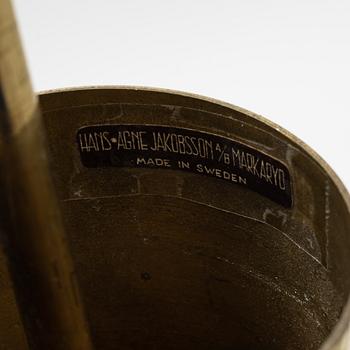 HANS-AGNE JAKOBSSON A/B MARKARYD
MADE IN SWEDEN